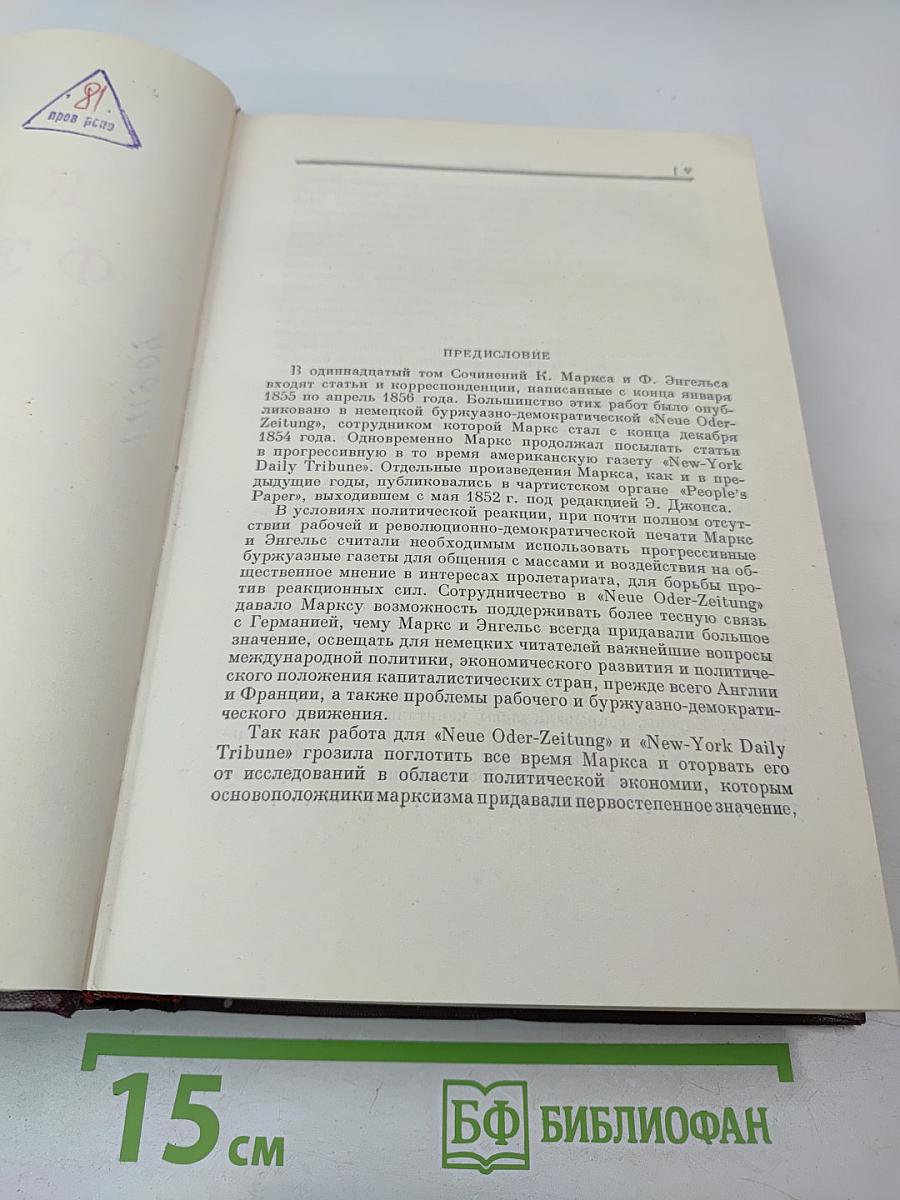 81
пров рспо
ПРЕДИСЛОВИЕ
В одиннадцатый том Сочинений К. Маркса и Ф. Энгельса
входят статьи и корреспонденции, написанные с конца января
1855 по апрель 1856 года. Большинство этих работ было опуб-
ликовано в немецкой буржуазно-демократической «Neue Oder-
Zeitung», сотрудником которой Маркс стал с конца декабря
1854 года. Одновременно Маркс продолжал посылать статьи
в прогрессивную в то время американскую газету «New-York
Daily Tribune». Отдельные произведения Маркса, как и в пре-
дыдущие годы, публиковались в чартистском органе «People's
Paper», выходившем с мая 1852 г. под редакцией Э. Джонса.
В условиях политической реакции, при почти полном отсут-
ствии рабочей и революционно-демократической печати Маркс
и Энгельс считали необходимым использовать прогрессивные
буржуазные газеты для общения с массами и воздействия на об-
щественное мнение в интересах пролетариата, для борьбы про-
тив реакционных сил. Сотрудничество в «Neue Oder-Zeitung»
давало Марксу возможность поддерживать более тесную связь
с Германией, чему Маркс и Энгельс всегда придавали большое
значение, освещать для немецких читателей важнейшие вопросы
международной политики, экономического развития и политиче-
ского положения капиталистических стран, прежде всего Англии
и Франции, а также проблемы рабочего и буржуазно-демократи-
ческого движения.
Так как работа для «Neue Oder-Zeitung» и «New-York Daily
Tribune» грозила поглотить все время Маркса и оторвать его
от исследований в области политической экономии, которым
основоположники марксизма придавали первостепенное значение,
15 см
БФ БИБЛИОФАН